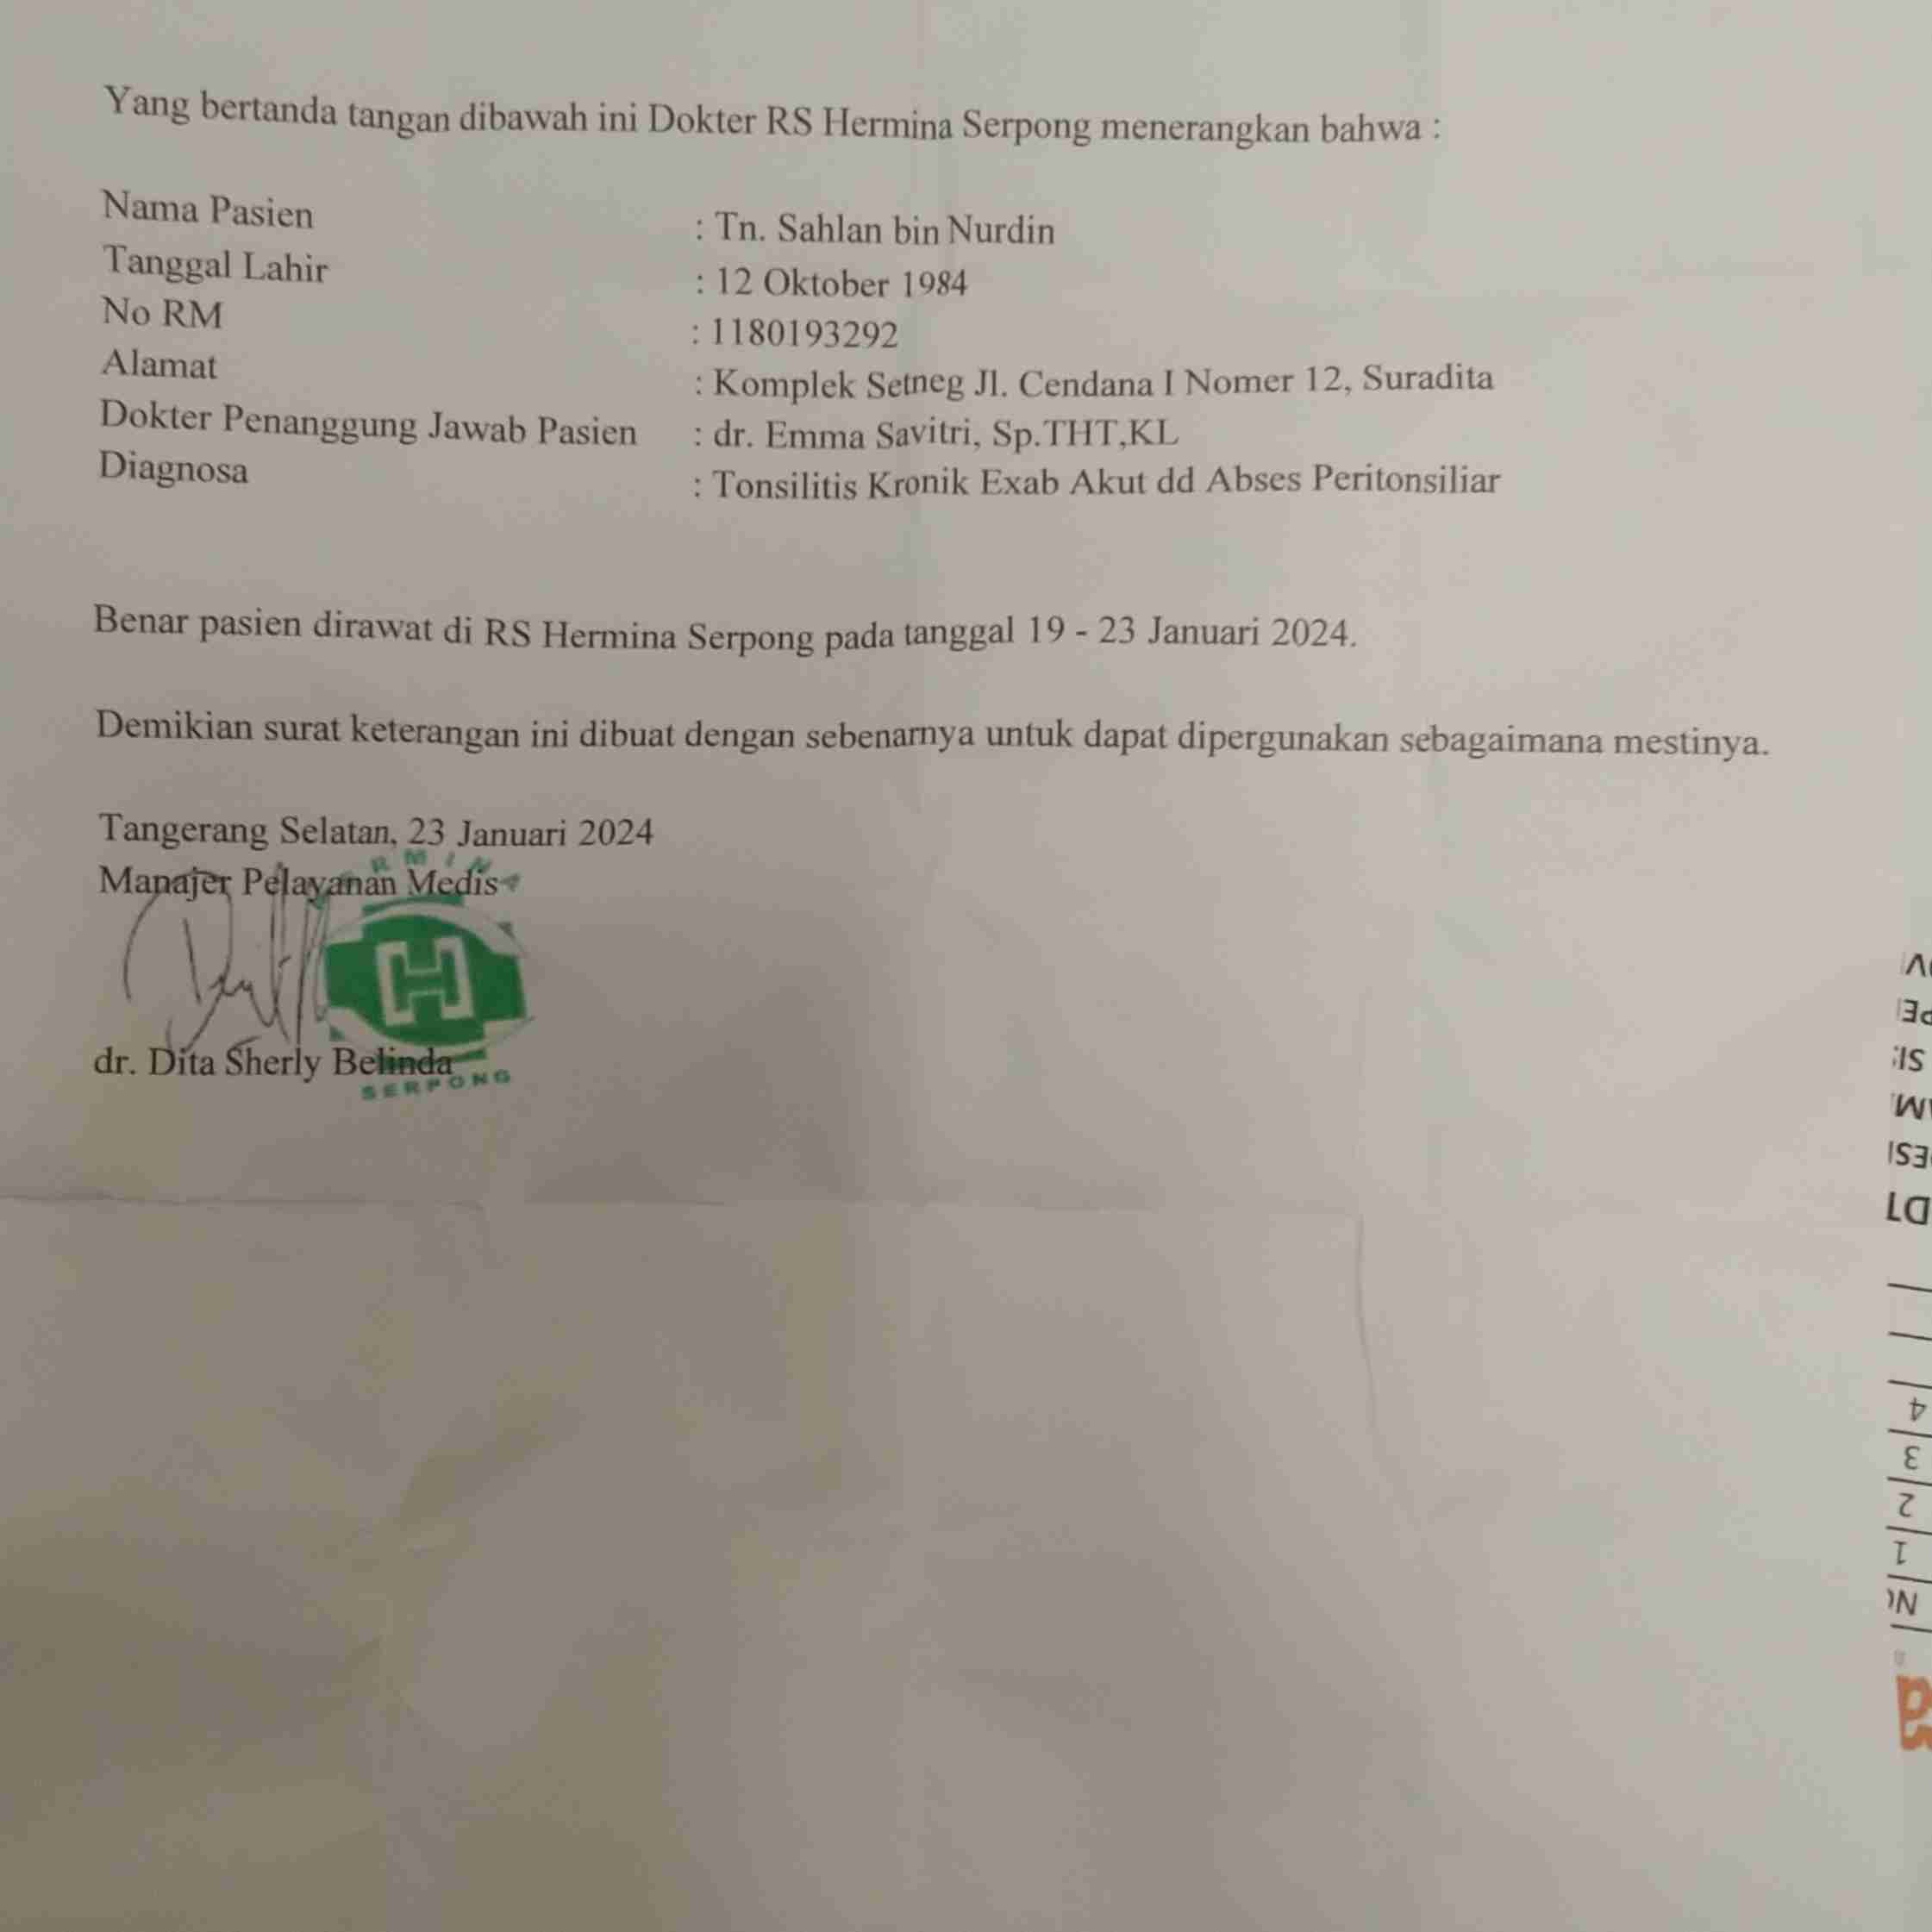 Yang bertanda tangan dibawah ini Dokter RS Hermina Serpong menerangkan bahwa :
Nama Pasien : Tn. Sahlan bin Nurdin
Tanggal Lahir : 12 Oktober 1984
No RM : 1180193292
Alamat : Komplek Setneg Jl. Cendana I Nomer 12, Suradita
Dokter Penanggung Jawab Pasien : dr. Emma Savitri, Sp.THT,KL
Diagnosa : Tonsilitis Kronik Exab Akut dd Abses Peritonsiliar
Benar pasien dirawat di RS Hermina Serpong pada tanggal 19 - 23 Januari 2024.
Demikian surat keterangan ini dibuat dengan sebenarnya untuk dapat dipergunakan sebagaimana mestinya.
Tangerang Selatan, 23 Januari 2024
Manajer Pelayanan Medis
H
dr. Dita Sherly Belinda
SERPONG
4
3
2
1